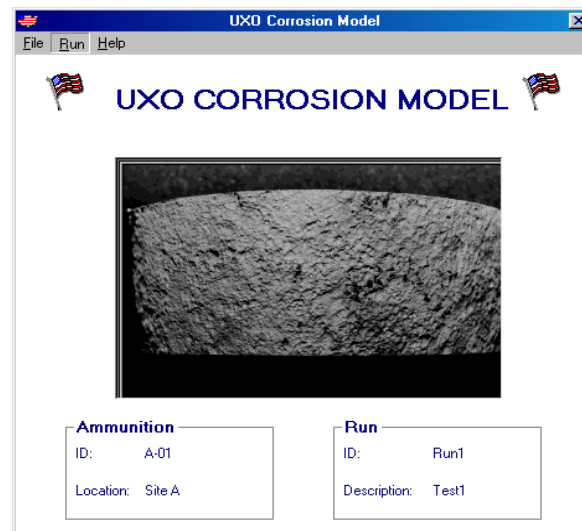 UXO Corrosion Model
File Run Help
UXO CORROSION MODEL
Ammunition
ID: A-01
Location: Site A
Run
ID: Run1
Description: Test1